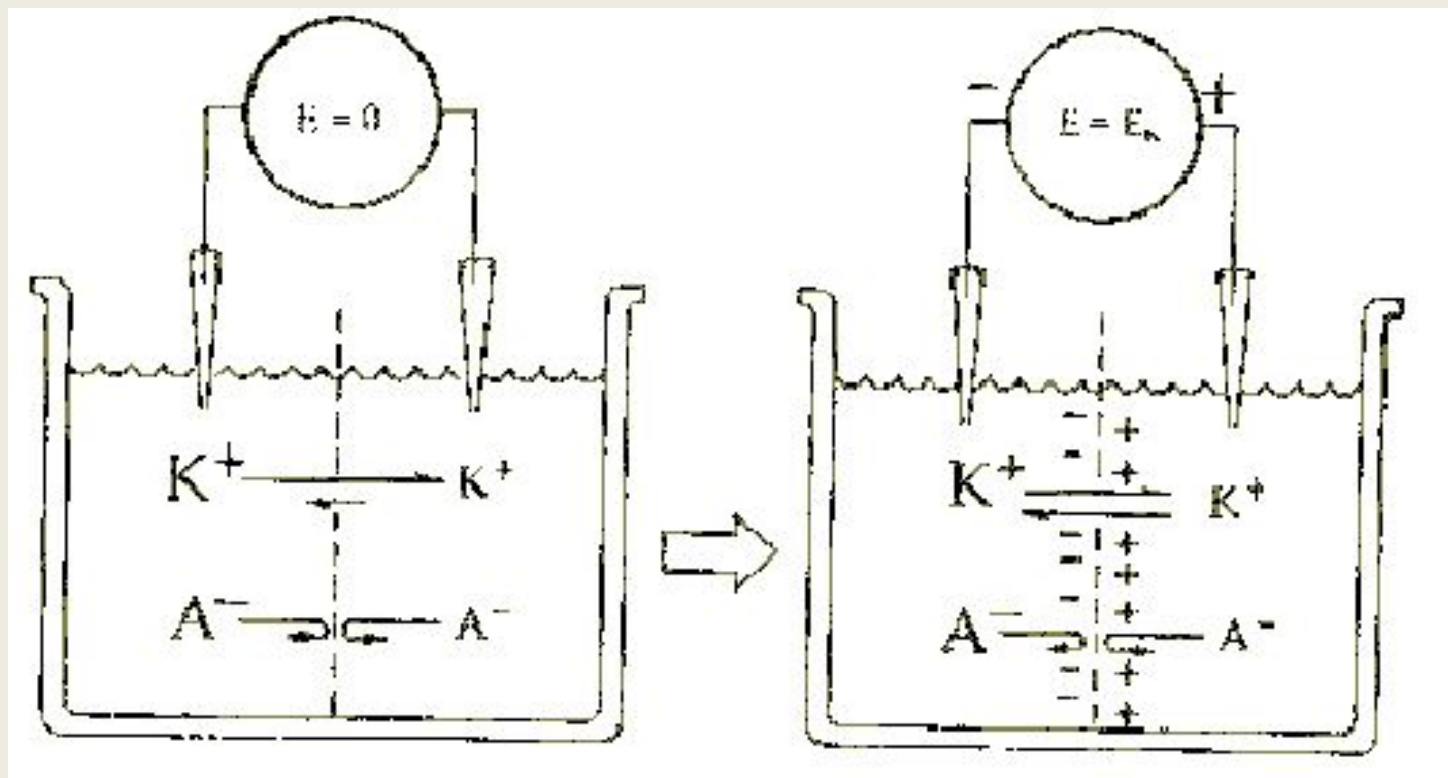 E = 0
K⁺ K⁺
A⁻ A⁻
− +
E = Eₖ
K⁺ K⁺
A⁻ A⁻